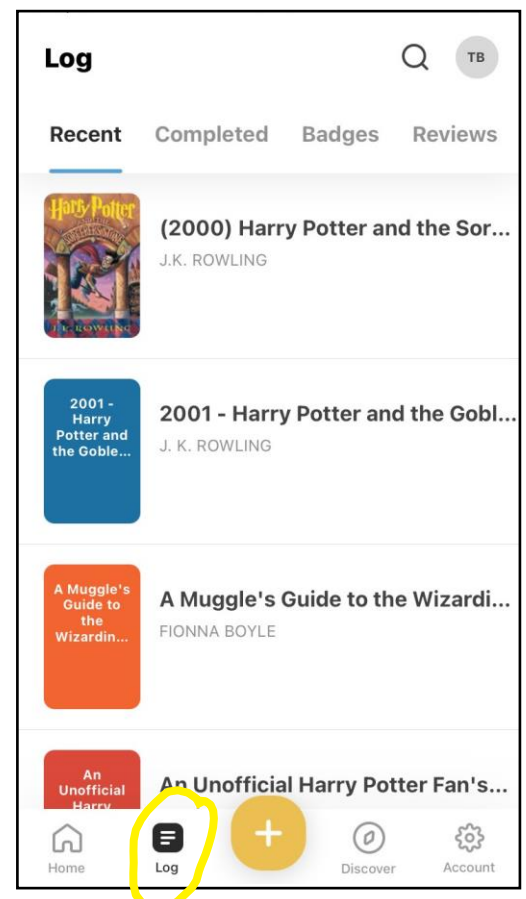 Log
TB
Recent Completed Badges Reviews
Harry Potter
J.K. ROWLING
(2000) Harry Potter and the Sor...
J.K. ROWLING
2001 -
Harry
Potter and
the Goble...
2001 - Harry Potter and the Gobl...
J. K. ROWLING
A Muggle's
Guide to
the
Wizardin...
A Muggle's Guide to the Wizardi...
FIONNA BOYLE
An
Unofficial
Harry
An Unofficial Harry Potter Fan's...
+
Home Log Discover Account